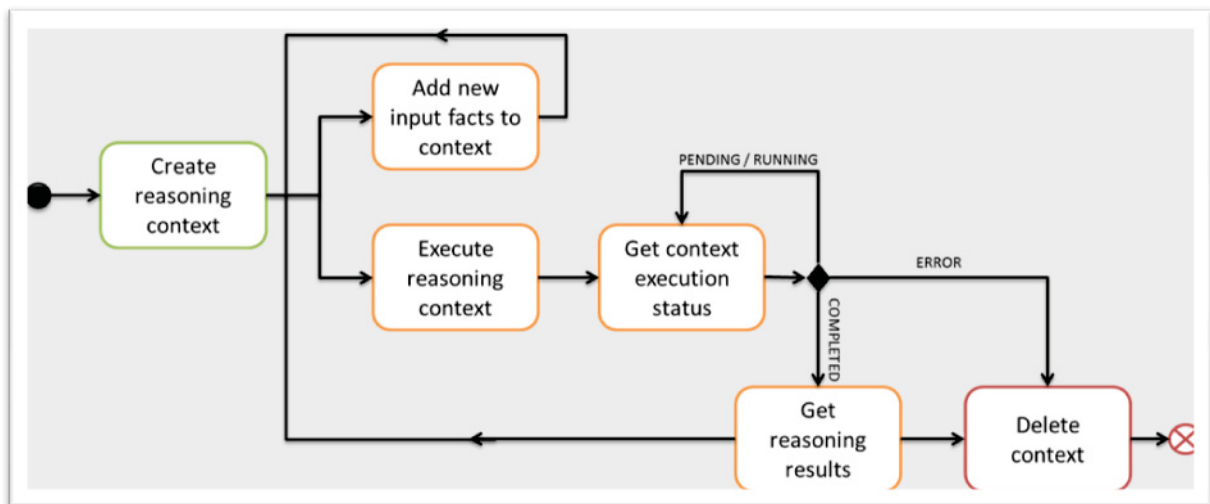 Add new
input facts to
context
Create
reasoning
context
PENDING / RUNNING
Execute
reasoning
context
Get context
execution
status
ERROR
COMPLETED
Get
reasoning
results
Delete
context